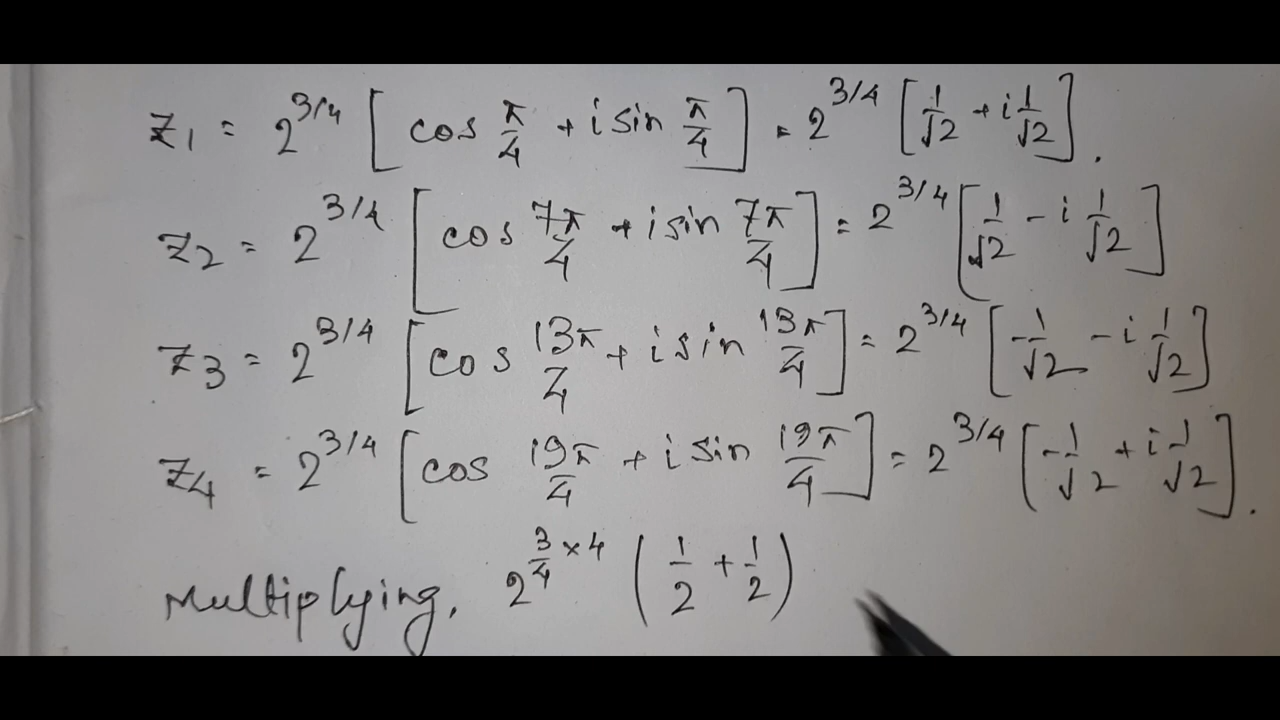 z₁ = 2^{3/4} [cos π/4 + i sin π/4] = 2^{3/4} [1/√2 + i 1/√2].
z₂ = 2^{3/4} [cos 7π/4 + i sin 7π/4] = 2^{3/4} [1/√2 - i 1/√2]
z₃ = 2^{3/4} [cos 13π/4 + i sin 13π/4] = 2^{3/4} [-1/√2 - i 1/√2]
z₄ = 2^{3/4} [cos 19π/4 + i sin 19π/4] = 2^{3/4} [-1/√2 + i 1/√2].
Multiplying, 2^{3/4 × 4} (1/2 + 1/2)